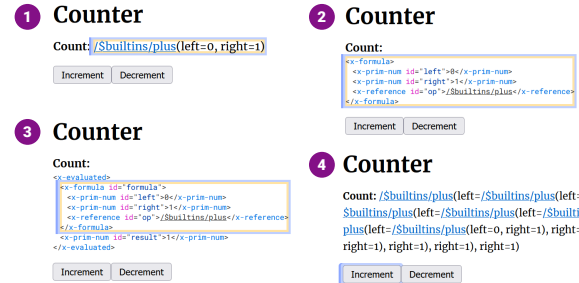 1 Counter
Count: /$builtins/plus(left=0, right=1)
Increment Decrement
2 Counter
Count:
<x-formula>
<x-prim-num id="left">0</x-prim-num>
<x-prim-num id="right">1</x-prim-num>
<x-reference id="op">/$builtins/plus</x-reference>
</x-formula>
Increment Decrement
3 Counter
Count:
<x-evaluated>
<x-formula id="formula">
<x-prim-num id="left">0</x-prim-num>
<x-prim-num id="right">1</x-prim-num>
<x-reference id="op">/$builtins/plus</x-reference>
</x-formula>
<x-prim-num id="result">1</x-prim-num>
</x-evaluated>
Increment Decrement
4 Counter
Count: /$builtins/plus(left=/$builtins/plus(left=
$builtins/plus(left=/$builtins/plus(left=/$builti
plus(left=/$builtins/plus(left=0, right=1), right=
right=1), right=1), right=1), right=1)
Increment Decrement